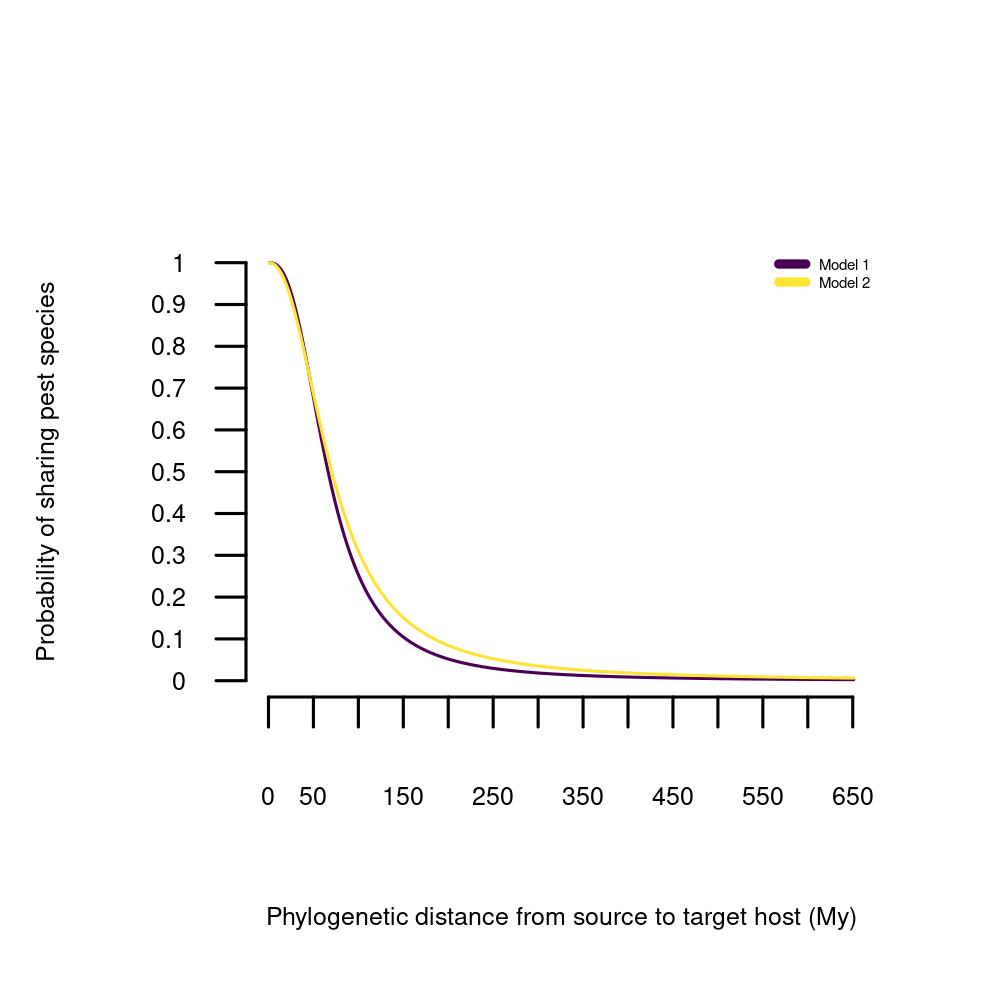 Model 1
Model 2
Probability of sharing pest species
1
0.9
0.8
0.7
0.6
0.5
0.4
0.3
0.2
0.1
0
0 50 150 250 350 450 550 650
Phylogenetic distance from source to target host (My)